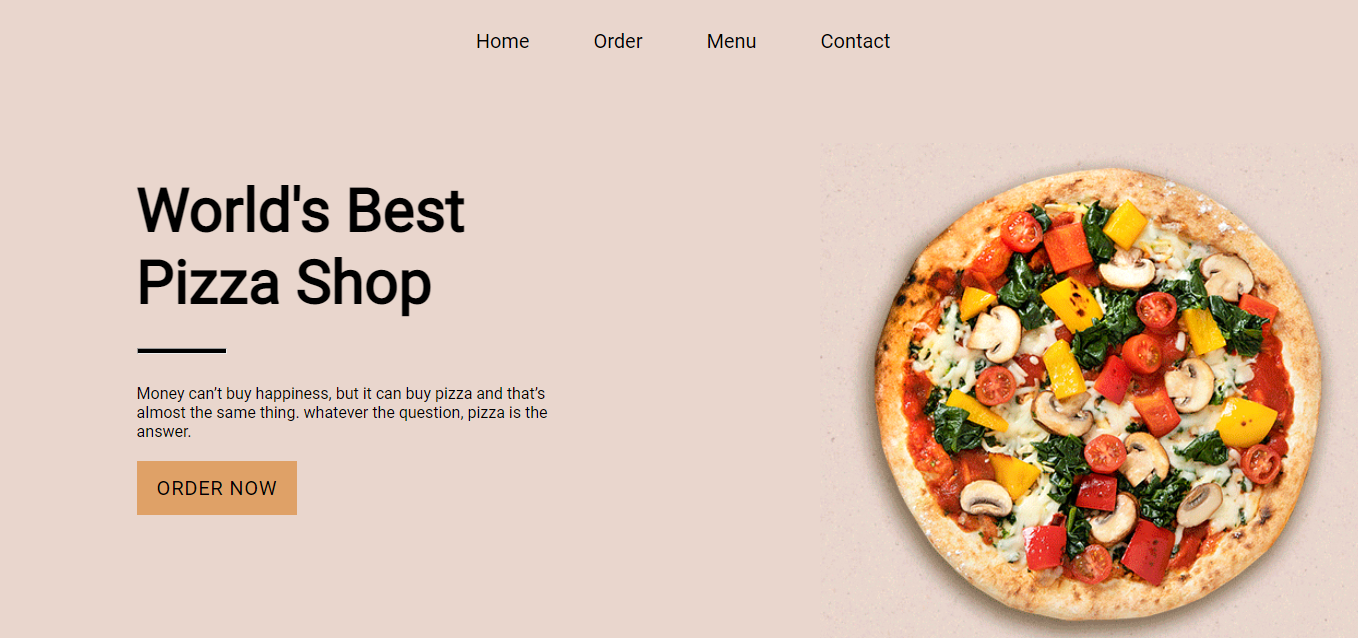 Home Order Menu Contact
World's Best
Pizza Shop
Money can’t buy happiness, but it can buy pizza and that’s
almost the same thing. whatever the question, pizza is the
answer.
ORDER NOW